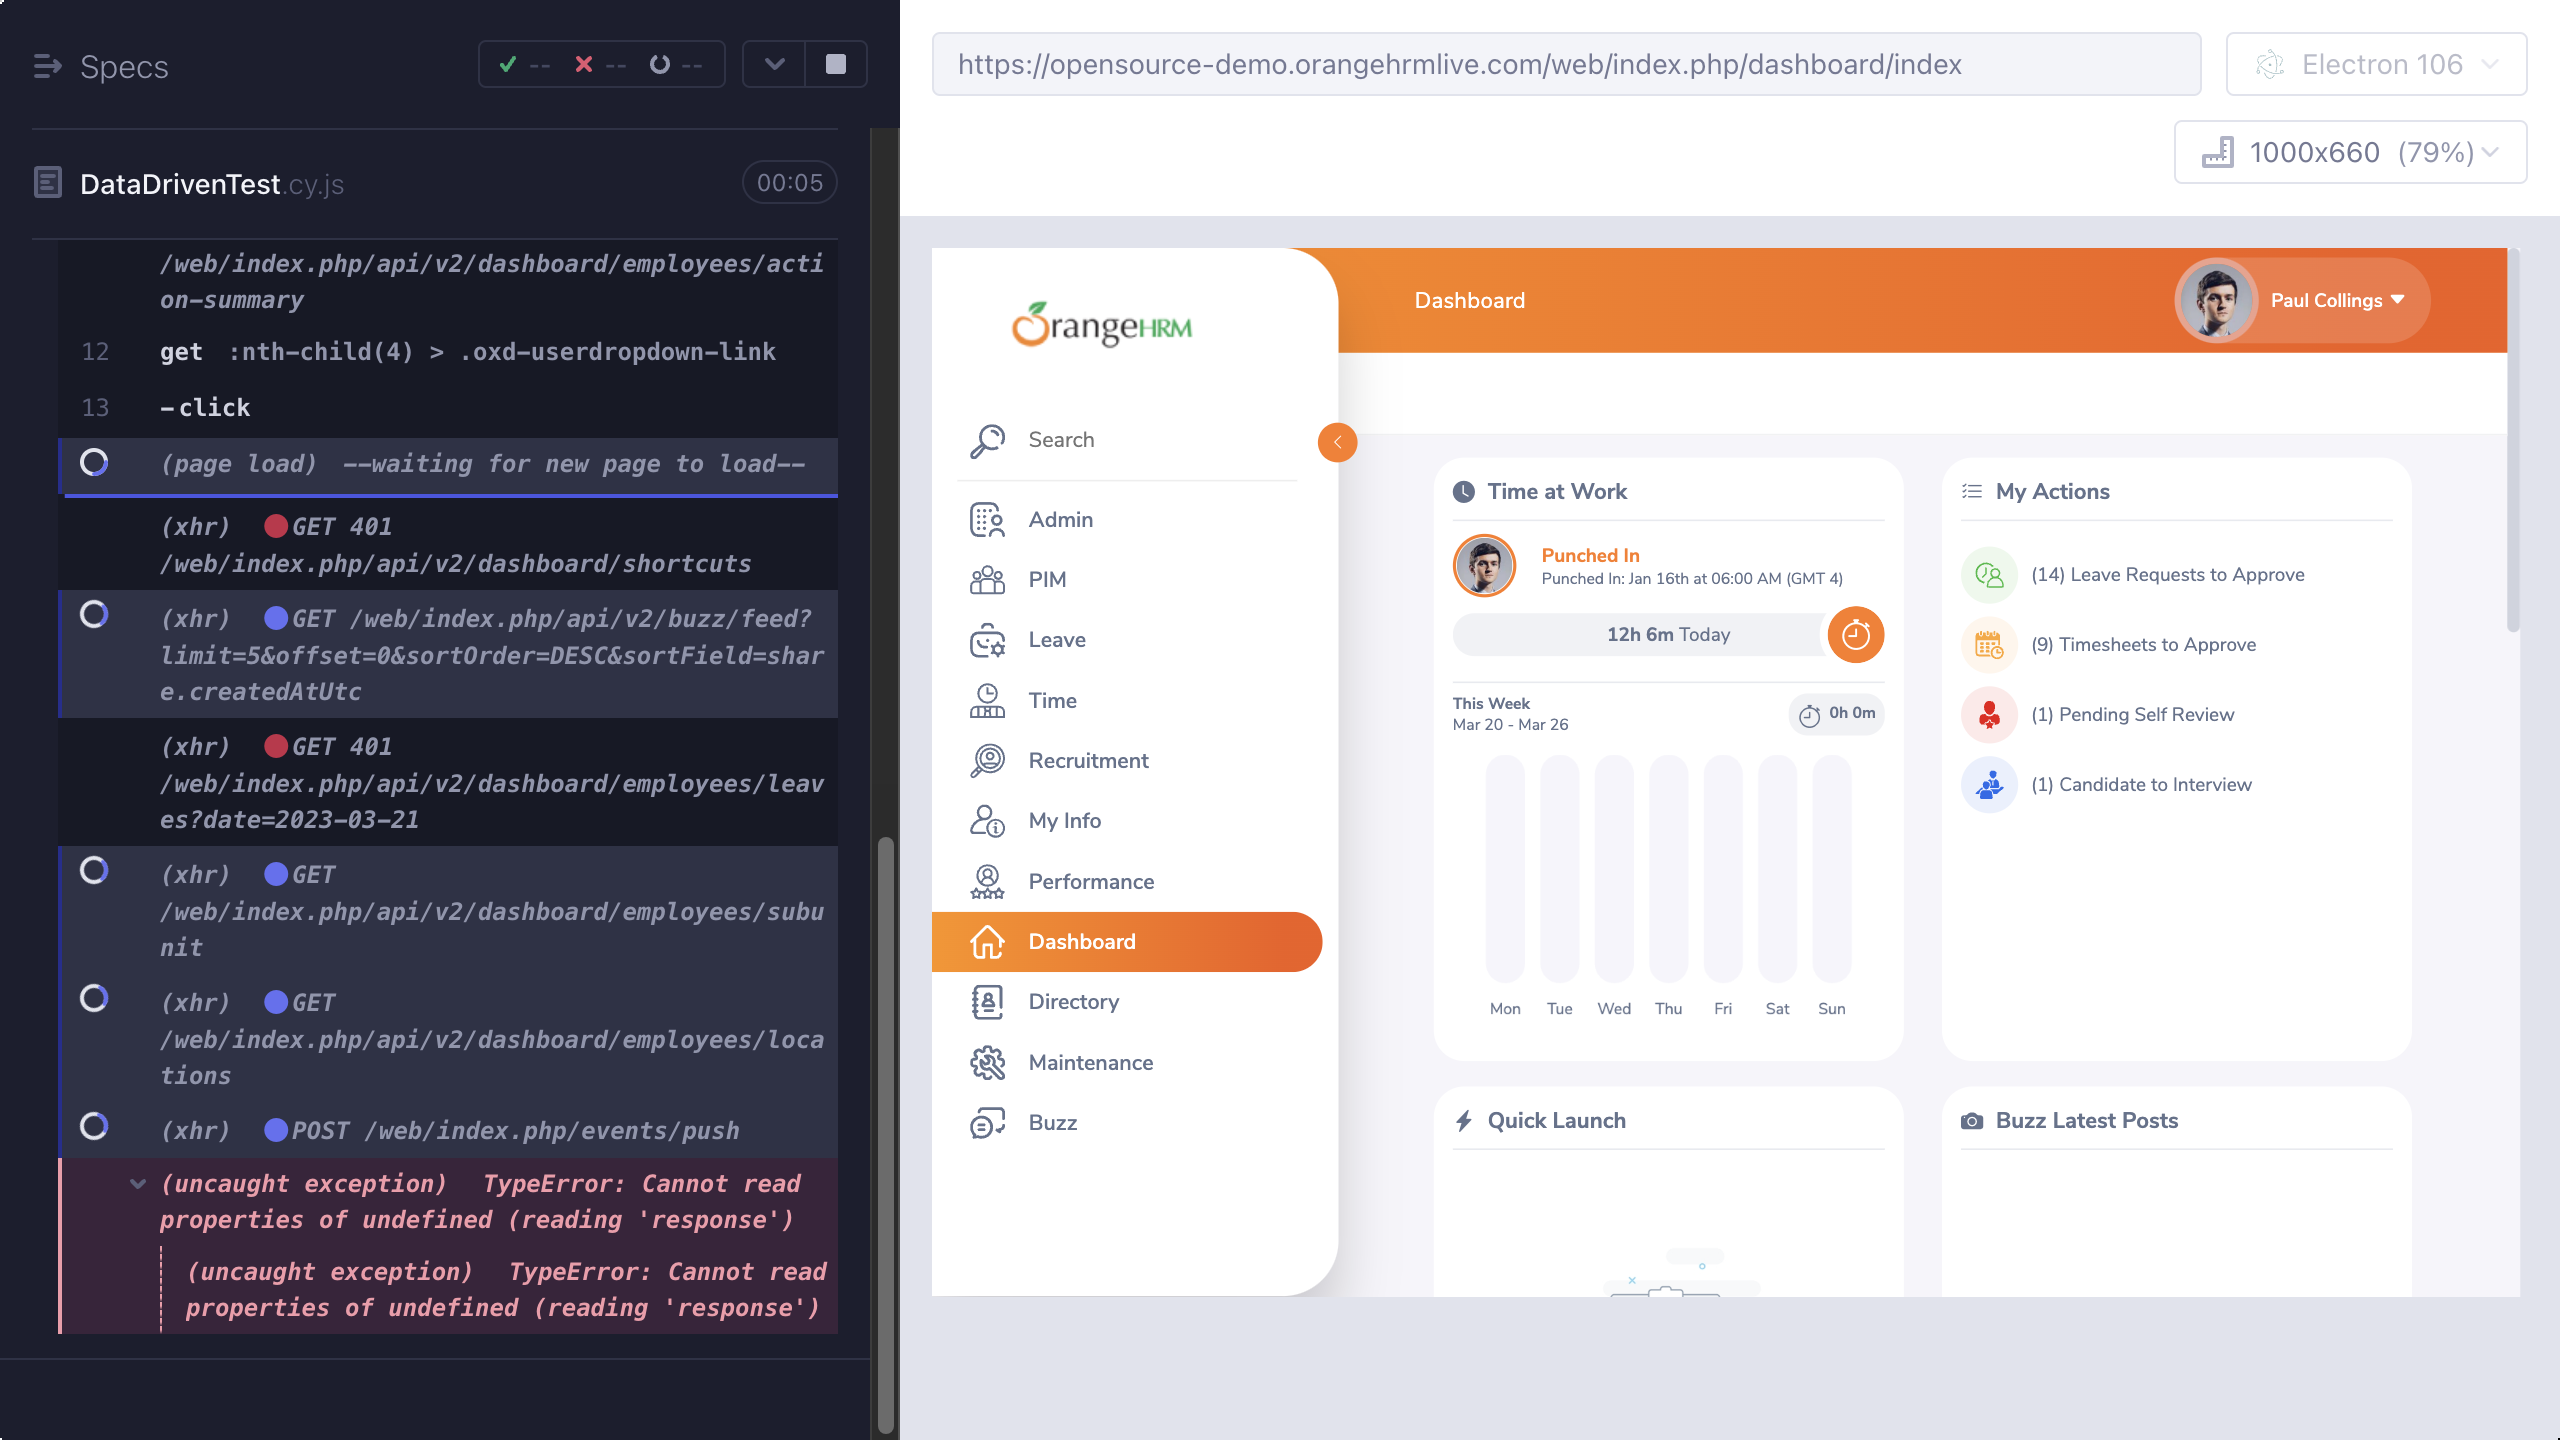 Specs
-- -- --
DataDrivenTest.cy.js 00:05
/web/index.php/api/v2/dashboard/employees/acti
on-summary
12 get :nth-child(4) > .oxd-userdropdown-link
13 -click
(page load) --waiting for new page to load--
(xhr) GET 401
/web/index.php/api/v2/dashboard/shortcuts
(xhr) GET /web/index.php/api/v2/buzz/feed?
limit=5&offset=0&sortOrder=DESC&sortField=shar
e.createdAtUtc
(xhr) GET 401
/web/index.php/api/v2/dashboard/employees/leav
es?date=2023-03-21
(xhr) GET
/web/index.php/api/v2/dashboard/employees/subu
nit
(xhr) GET
/web/index.php/api/v2/dashboard/employees/loca
tions
(xhr) POST /web/index.php/events/push
(uncaught exception) TypeError: Cannot read
properties of undefined (reading 'response')
(uncaught exception) TypeError: Cannot read
properties of undefined (reading 'response')
https://opensource-demo.orangehrmlive.com/web/index.php/dashboard/index
Electron 106
1000x660 (79%)
OrangeHRM
Search
Admin
PIM
Leave
Time
Recruitment
My Info
Performance
Dashboard
Directory
Maintenance
Buzz
Dashboard
Paul Collings
Time at Work
Punched In
Punched In: Jan 16th at 06:00 AM (GMT 4)
12h 6m Today
This Week
Mar 20 - Mar 26
0h 0m
Mon Tue Wed Thu Fri Sat Sun
My Actions
(14) Leave Requests to Approve
(9) Timesheets to Approve
(1) Pending Self Review
(1) Candidate to Interview
Quick Launch
Buzz Latest Posts